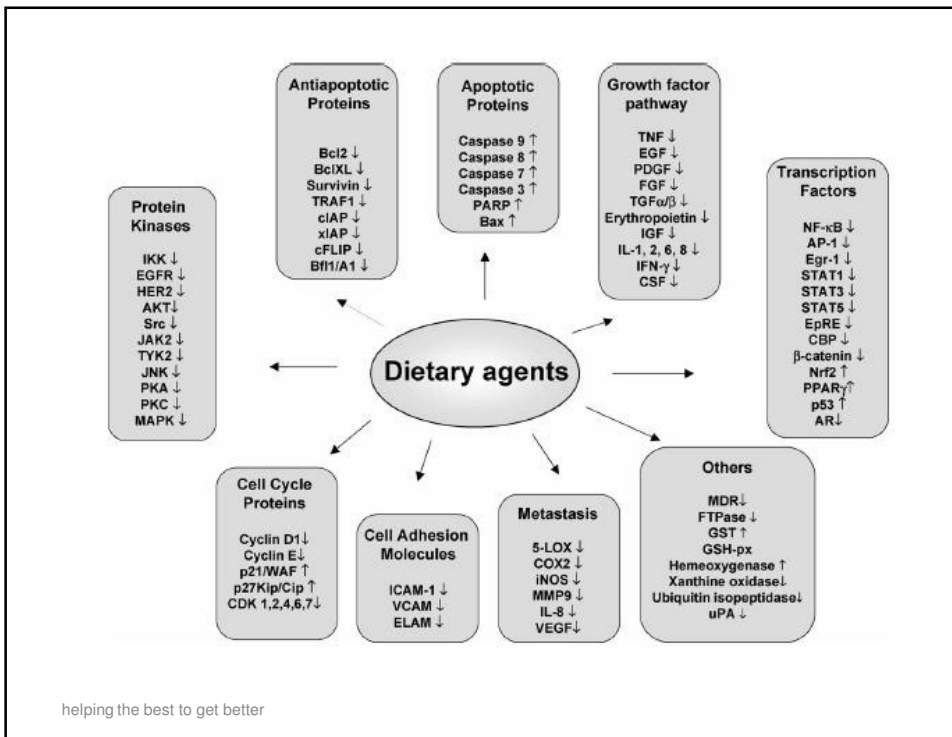 Antiapoptotic
Proteins
Bcl2 ↓
BclXL ↓
Survivin ↓
TRAF1 ↓
cIAP ↓
xIAP ↓
cFLIP ↓
Bfl1/A1 ↓
Apoptotic
Proteins
Caspase 9 ↑
Caspase 8 ↑
Caspase 7 ↑
Caspase 3 ↑
PARP ↑
Bax ↑
Growth factor
pathway
TNF ↓
EGF ↓
PDGF ↓
FGF ↓
TGFα/β ↓
Erythropoietin ↓
IGF ↓
IL-1, 2, 6, 8 ↓
IFN-γ ↓
CSF ↓
Transcription
Factors
NF-κB ↓
AP-1 ↓
Egr-1 ↓
STAT1 ↓
STAT3 ↓
STAT5 ↓
EpRE ↓
CBP ↓
β-catenin ↓
Nrf2 ↑
PPARγ↑
p53 ↑
AR↓
Protein
Kinases
IKK ↓
EGFR ↓
HER2 ↓
AKT↓
Src ↓
JAK2 ↓
TYK2 ↓
JNK ↓
PKA ↓
PKC ↓
MAPK ↓
Dietary agents
Cell Cycle
Proteins
Cyclin D1↓
Cyclin E↓
p21/WAF ↑
p27Kip/Cip ↑
CDK 1,2,4,6,7↓
Cell Adhesion
Molecules
ICAM-1 ↓
VCAM ↓
ELAM ↓
Metastasis
5-LOX ↓
COX2 ↓
iNOS ↓
MMP9 ↓
IL-8 ↓
VEGF↓
Others
MDR↓
FTPase ↓
GST ↑
GSH-px
Hemeoxygenase ↑
Xanthine oxidase↓
Ubiquitin isopeptidase↓
uPA ↓
helping the best to get better